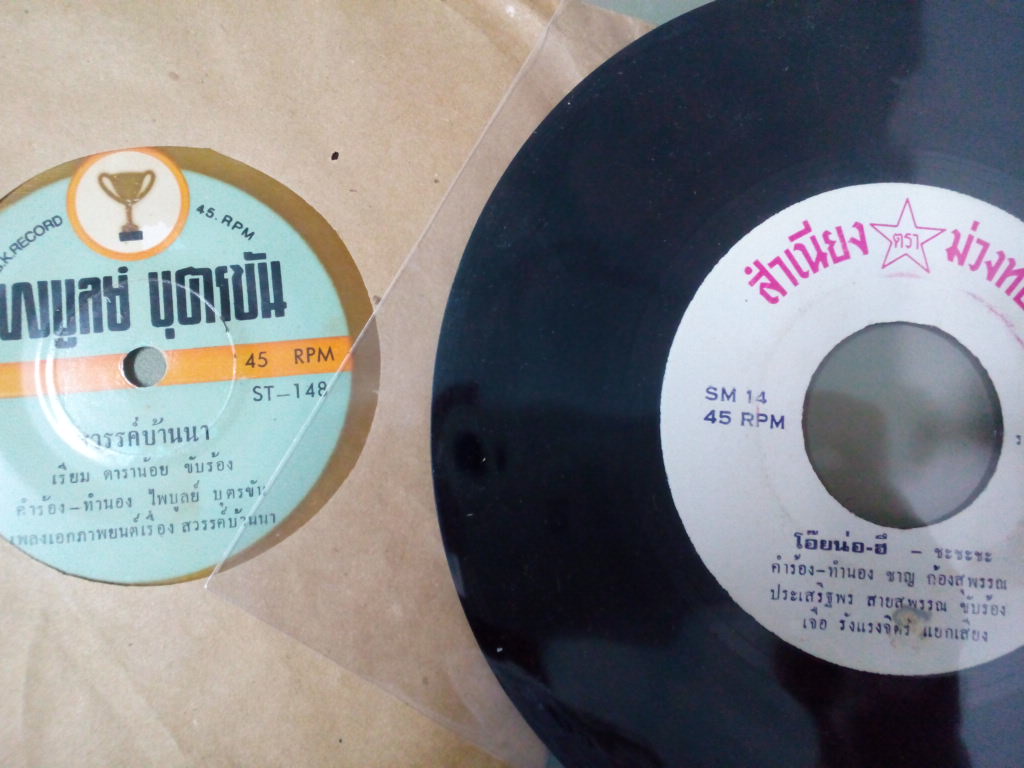 .K.RECORD
45. RPM
ไพบูลย์ บุตรขัน
45 RPM
ST-148
สวรรค์บ้านนา
เรียม ดาราน้อย ขับร้อง
คำร้อง-ทำนอง ไพบูลย์ บุตรขัน
เพลงเอกภาพยนต์เรื่อง สวรรค์บ้านนา
สำเนียง ตรา ม่วงทอ
SM 14
45 RPM
โอ๊ยน่อ-ฮึ - ชะชะชะ
คำร้อง-ทำนอง ชาญ ก้องสุพรรณ
ประเสริฐพร สายสุพรรณ ขับร้อง
เจือ รังแรงจิตร แยกเสียง